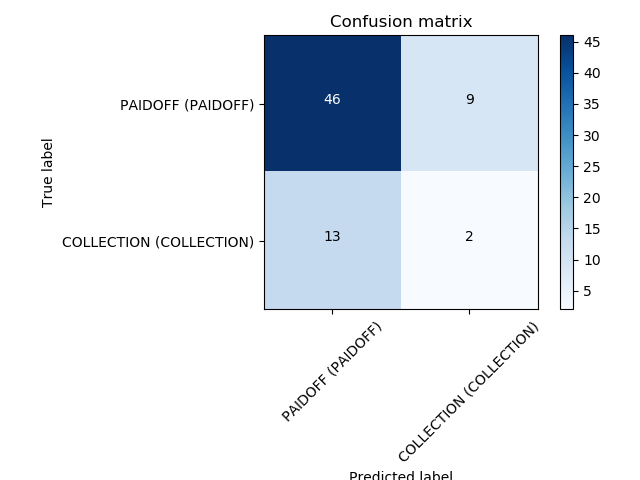 Confusion matrix
True label
PAIDOFF (PAIDOFF)
46
9
COLLECTION (COLLECTION)
13
2
PAIDOFF (PAIDOFF)
COLLECTION (COLLECTION)
Predicted label
45
40
35
30
25
20
15
10
5